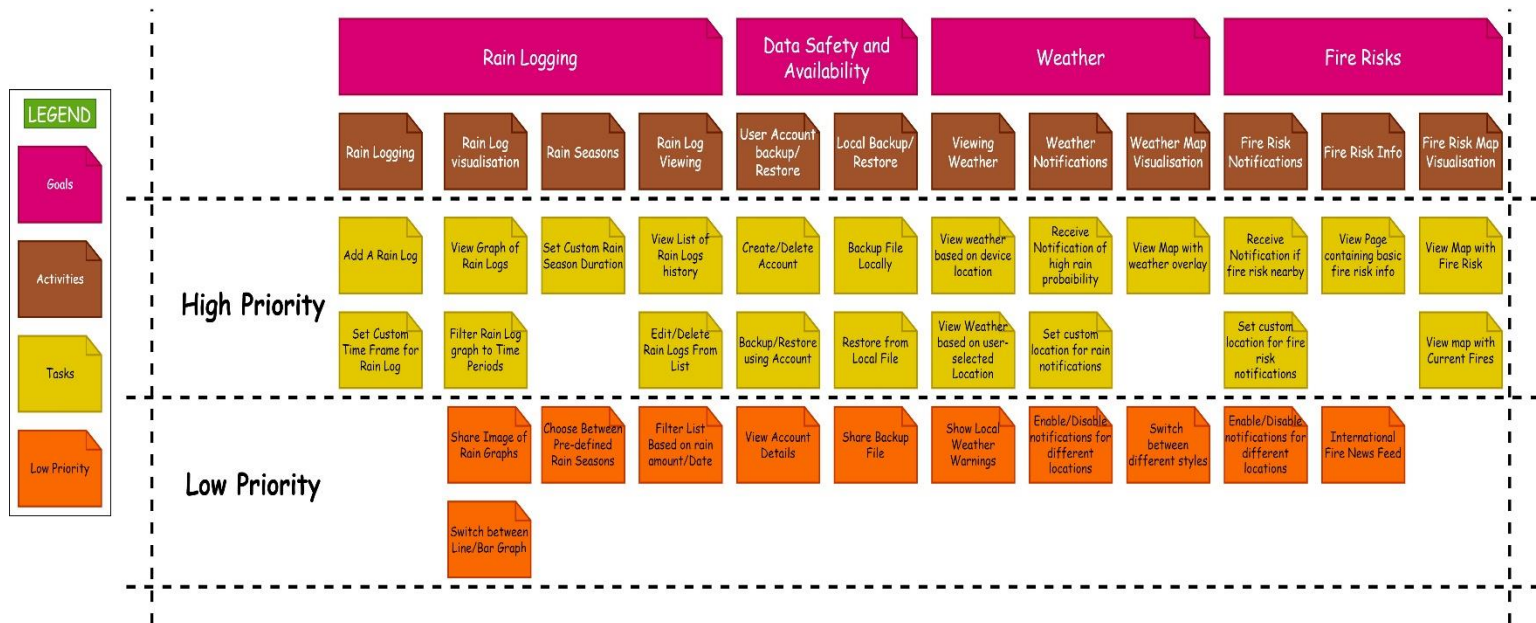 LEGEND
Goals
Activities
Tasks
Low Priority
Rain Logging
Data Safety and
Availability
Weather
Fire Risks
Rain Logging
Rain Log
visualisation
Rain Seasons
Rain Log
Viewing
User Account
backup/
Restore
Local Backup/
Restore
Viewing
Weather
Weather
Notifications
Weather Map
Visualisation
Fire Risk
Notifications
Fire Risk Info
Fire Risk Map
Visualisation
High Priority
Add A Rain Log
View Graph of
Rain Logs
Set Custom Rain
Season Duration
View List of
Rain Logs
history
Create/Delete
Account
Backup File
Locally
View weather
based on device
location
Receive
Notification of
high rain
probaibility
View Map with
weather overlay
Receive
Notification if
fire risk nearby
View Page
containing basic
fire risk info
View Map with
Fire Risk
Set Custom
Time Frame for
Rain Log
Filter Rain Log
graph to Time
Periods
Edit/Delete
Rain Logs From
List
Backup/Restore
using Account
Restore from
Local File
View Weather
based on user-
selected
Location
Set custom
location for rain
notifications
Set custom
location for fire
risk
notifications
View map with
Current Fires
Low Priority
Share Image of
Rain Graphs
Choose Between
Pre-defined
Rain Seasons
Filter List
Based on rain
amount/Date
View Account
Details
Share Backup
File
Show Local
Weather
Warnings
Enable/Disable
notifications for
different
locations
Switch
between
different styles
Enable/Disable
notifications for
different
locations
International
Fire News Feed
Switch between
Line/Bar Graph